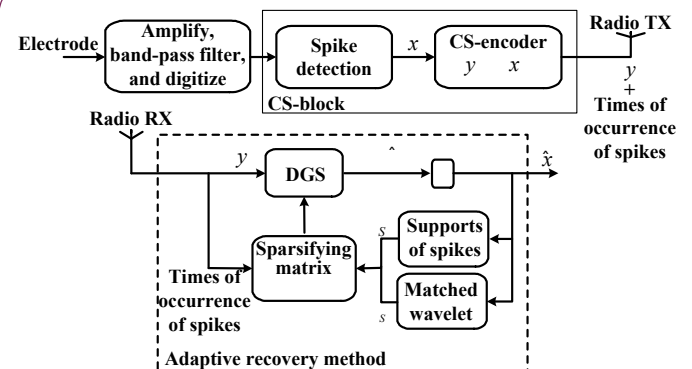 Electrode
Amplify,
band-pass filter,
and digitize
Spike
detection
x
CS-encoder
y x
CS-block
Radio TX
y
+
Times of
occurrence
of spikes
Radio RX
y
DGS
ˆ
x̂
Sparsifying
matrix
s
Supports
of spikes
Matched
wavelet
s
Times of
occurrence
of spikes
Adaptive recovery method